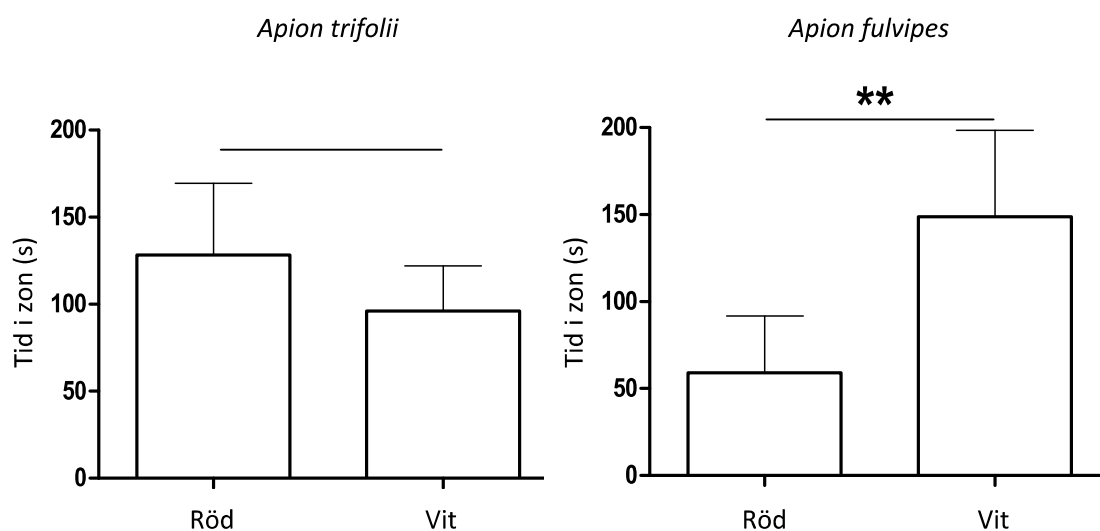 Apion trifolii
Tid i zon (s)
200
150
100
50
0
Röd
Vit
Apion fulvipes
**
Tid i zon (s)
200
150
100
50
0
Röd
Vit